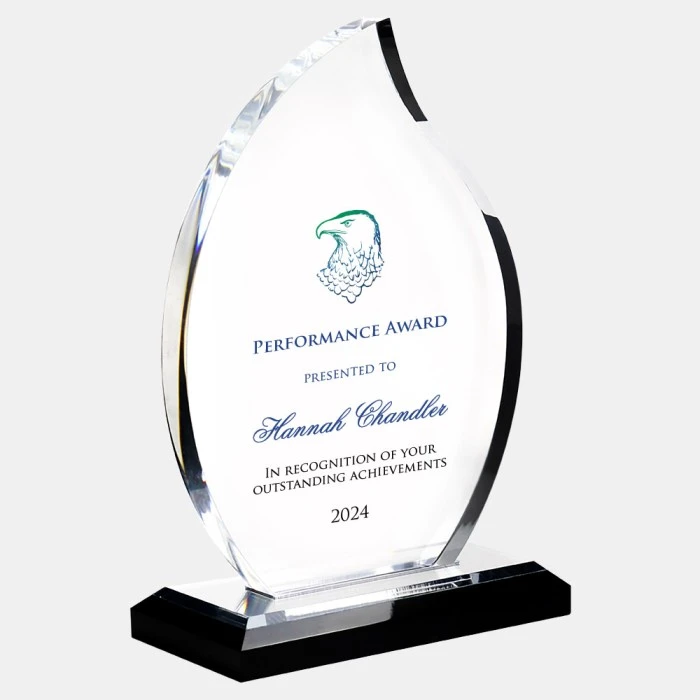 Performance Award
presented to
Hannah Chandler
In recognition of your
outstanding achievements
2024